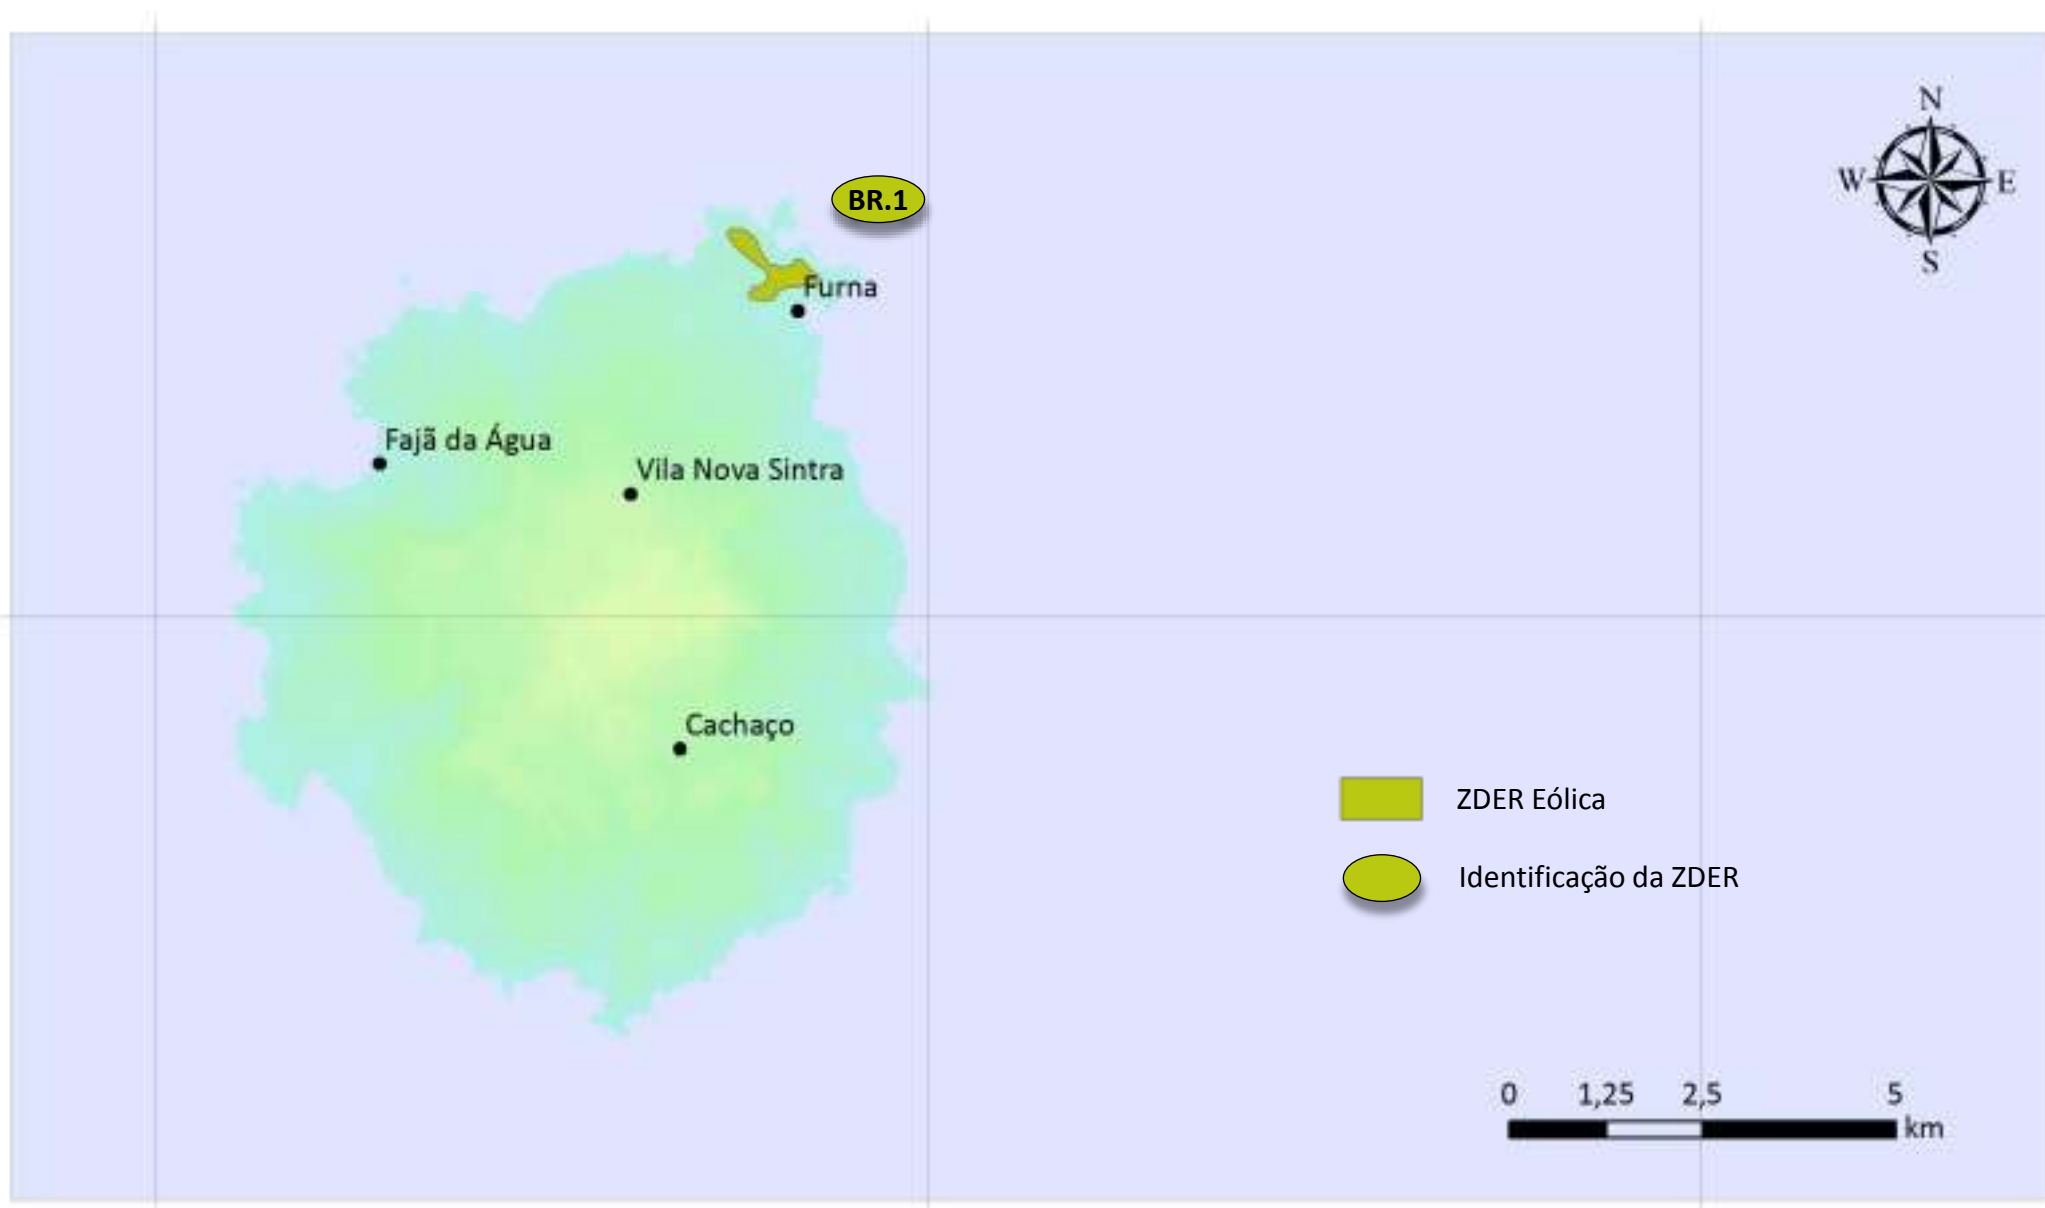 N
W E
S
BR.1
Furna
Fajã da Água
Vila Nova Sintra
Cachaço
ZDER Eólica
Identificação da ZDER
0 1,25 2,5 5
km